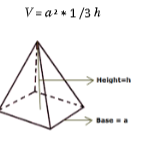 V = a² * 1/3 h
Height=h
Base = a